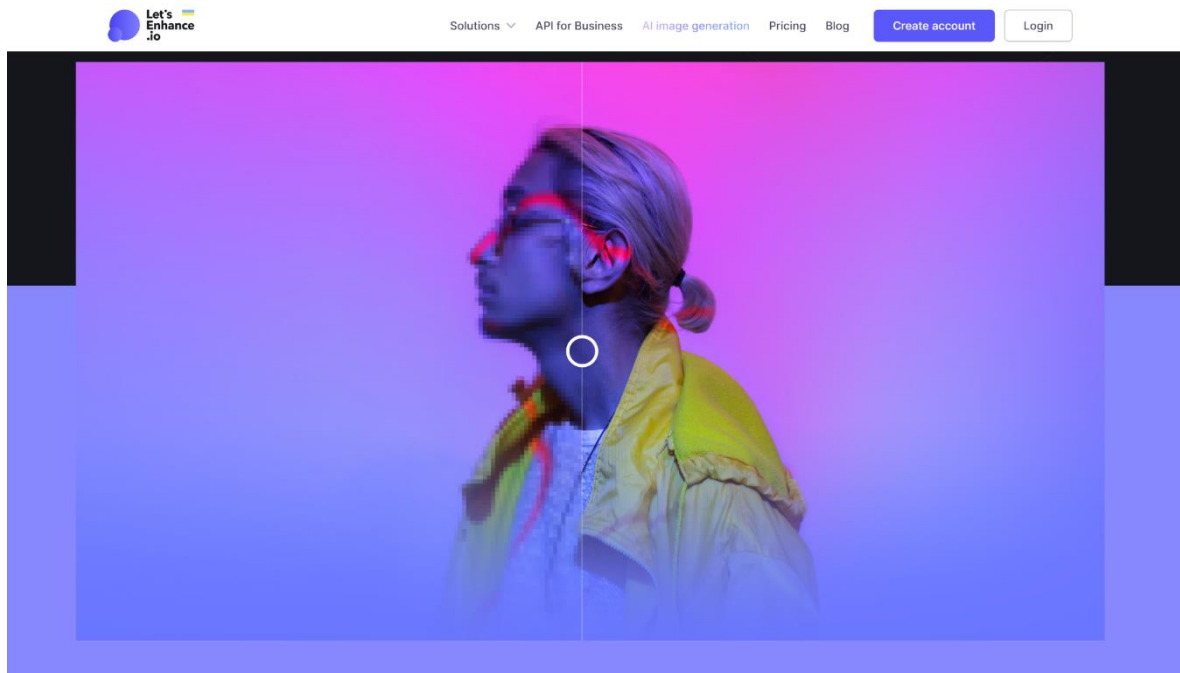 Let's
Enhance
.io
Solutions
API for Business
AI image generation
Pricing
Blog
Create account
Login